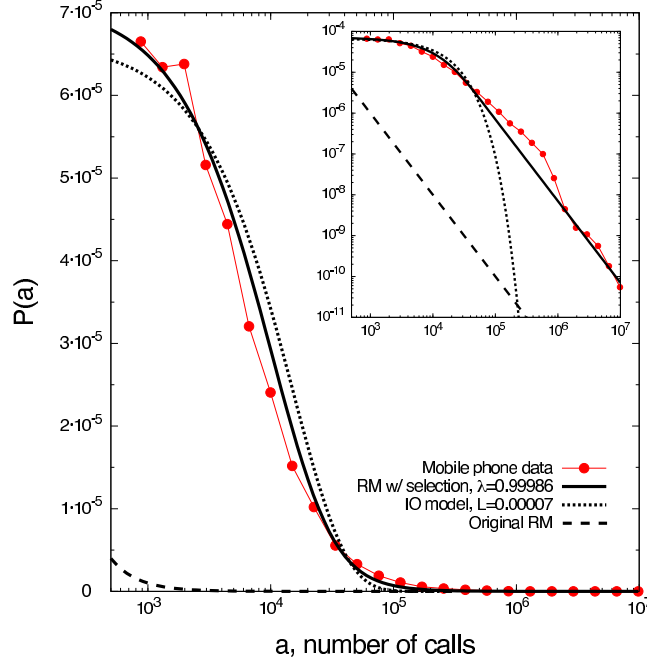 7·10⁻⁵
6·10⁻⁵
5·10⁻⁵
4·10⁻⁵
3·10⁻⁵
2·10⁻⁵
1·10⁻⁵
0
P(a)
10³ 10⁴ 10⁵ 10⁶ 10
a, number of calls
10⁻⁴
10⁻⁵
10⁻⁶
10⁻⁷
10⁻⁸
10⁻⁹
10⁻¹⁰
10⁻¹¹
10³ 10⁴ 10⁵ 10⁶ 10⁷
Mobile phone data
RM w/ selection, λ=0.99986
IO model, L=0.00007
Original RM